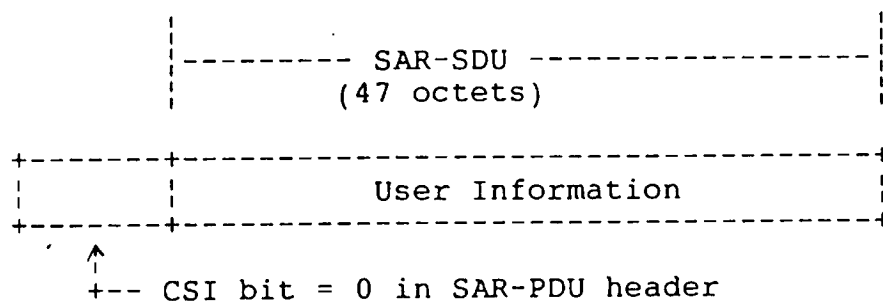 SAR-SDU
(47 octets)
User Information
CSI bit = 0 in SAR-PDU header